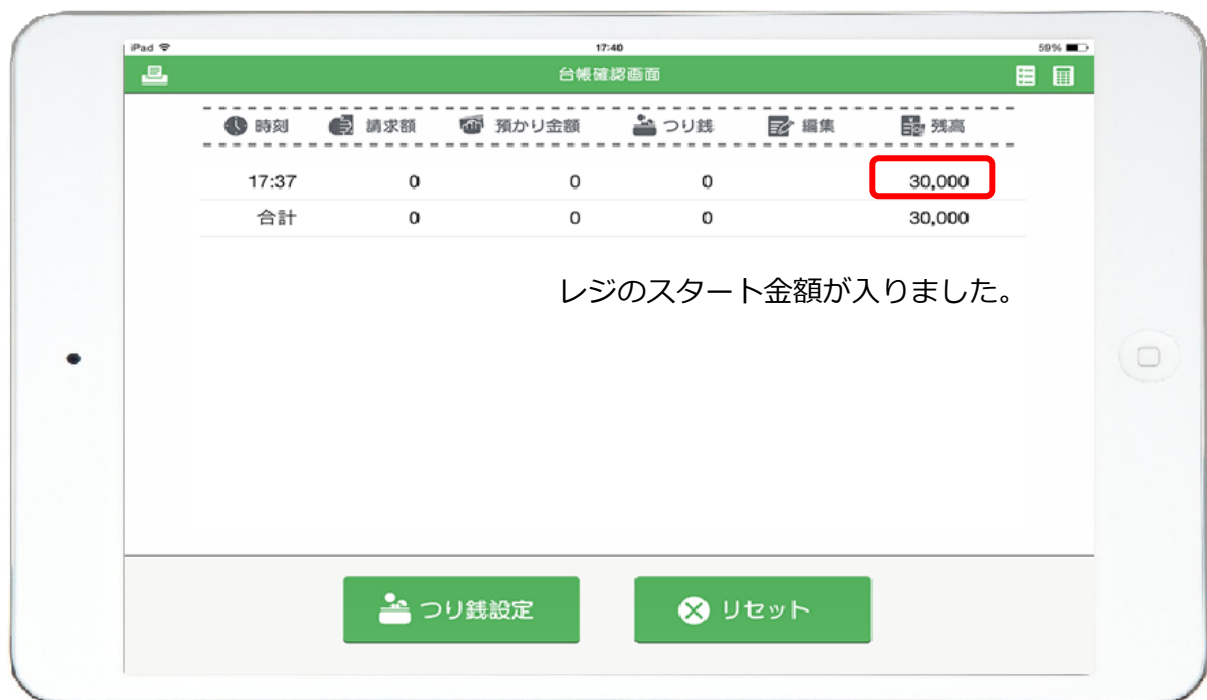 iPad 17:40 59%
台帳確認画面
時刻 請求額 預かり金額 つり銭 編集 残高
17:37 0 0 0 30,000
合計 0 0 0 30,000
レジのスタート金額が入りました。
つり銭設定 リセット